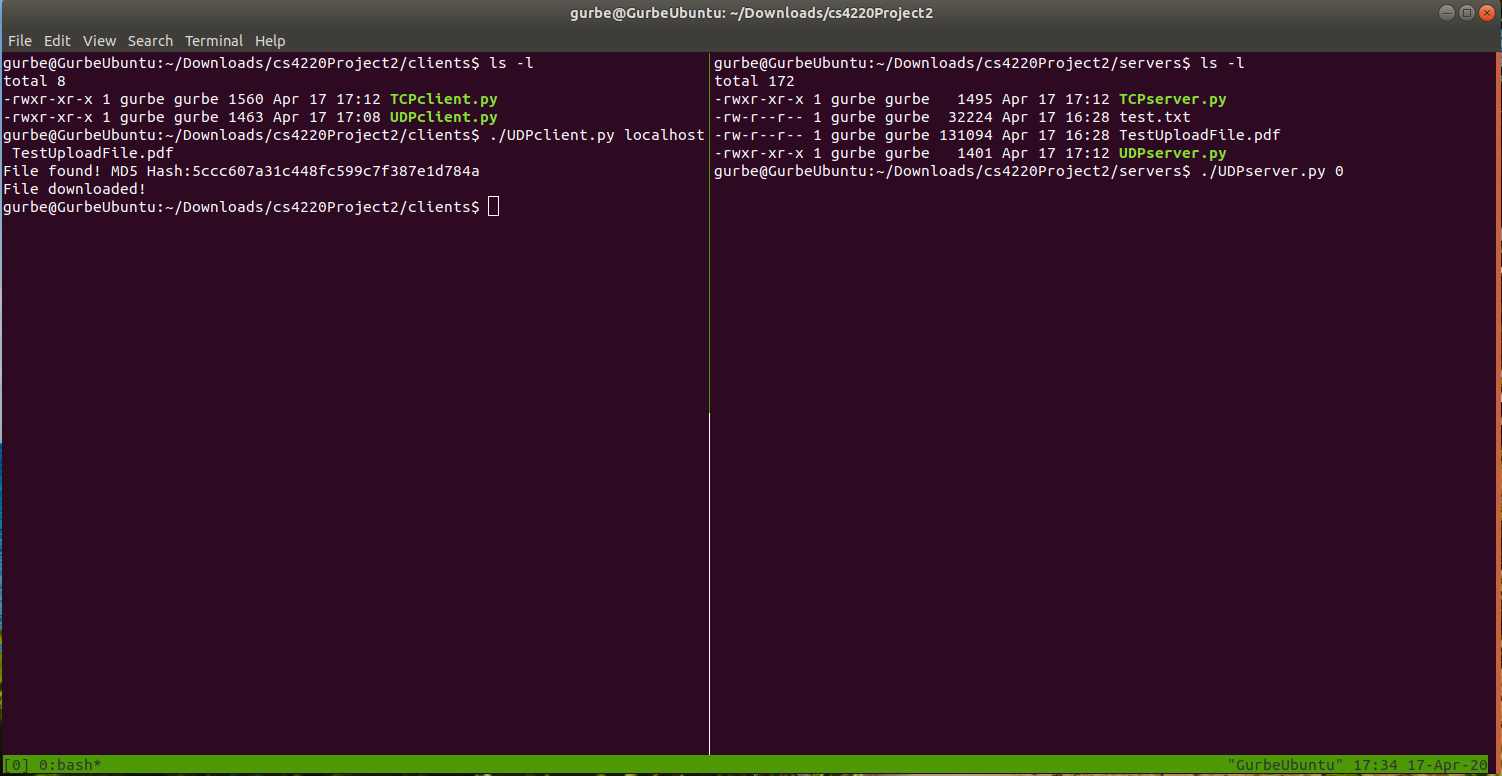 gurbe@GurbeUbuntu: ~/Downloads/cs4220Project2
File Edit View Search Terminal Help
gurbe@GurbeUbuntu:~/Downloads/cs4220Project2/clients$ ls -l
total 8
-rwxr-xr-x 1 gurbe gurbe 1560 Apr 17 17:12 TCPclient.py
-rwxr-xr-x 1 gurbe gurbe 1463 Apr 17 17:08 UDPclient.py
gurbe@GurbeUbuntu:~/Downloads/cs4220Project2/clients$ ./UDPclient.py localhost
 TestUploadFile.pdf
File found! MD5 Hash:5ccc607a31c448fc599c7f387e1d784a
File downloaded!
gurbe@GurbeUbuntu:~/Downloads/cs4220Project2/clients$
gurbe@GurbeUbuntu:~/Downloads/cs4220Project2/servers$ ls -l
total 172
-rwxr-xr-x 1 gurbe gurbe   1495 Apr 17 17:12 TCPserver.py
-rw-r--r-- 1 gurbe gurbe  32224 Apr 17 16:28 test.txt
-rw-r--r-- 1 gurbe gurbe 131094 Apr 17 16:28 TestUploadFile.pdf
-rwxr-xr-x 1 gurbe gurbe   1401 Apr 17 17:12 UDPserver.py
gurbe@GurbeUbuntu:~/Downloads/cs4220Project2/servers$ ./UDPserver.py 0
[0] 0:bash* "GurbeUbuntu" 17:34 17-Apr-20